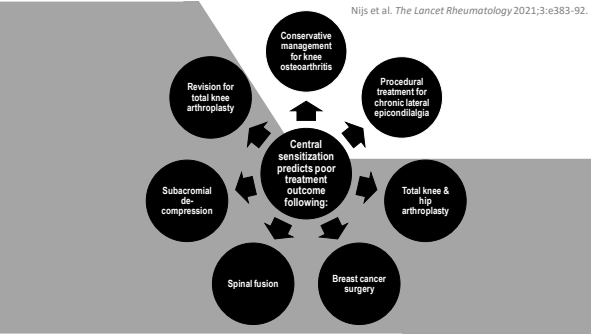 Nijs et al. The Lancet Rheumatology 2021;3:e383-92.
Conservative
management
for knee
osteoarthritis
Procedural
treatment for
chronic lateral
epicondilalgia
Revision for
total knee
arthroplasty
Central
sensitization
predicts poor
treatment
outcome
following:
Subacromial
de-
compression
Total knee &
hip
arthroplasty
Spinal fusion
Breast cancer
surgery